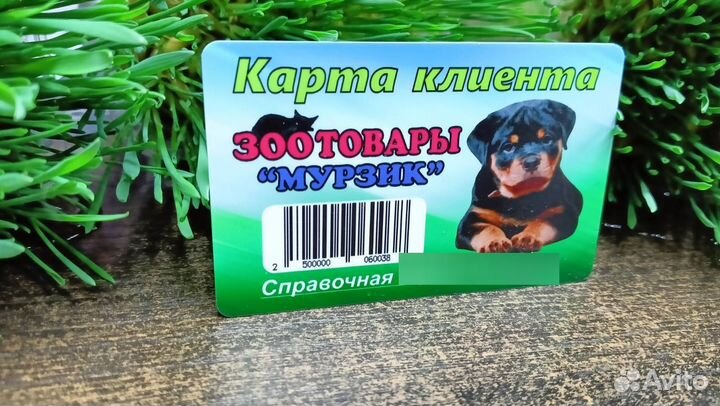 Карта клиента
ЗООТОВАРЫ
"МУРЗИК"
2 500000 060038
Справочная
Avito